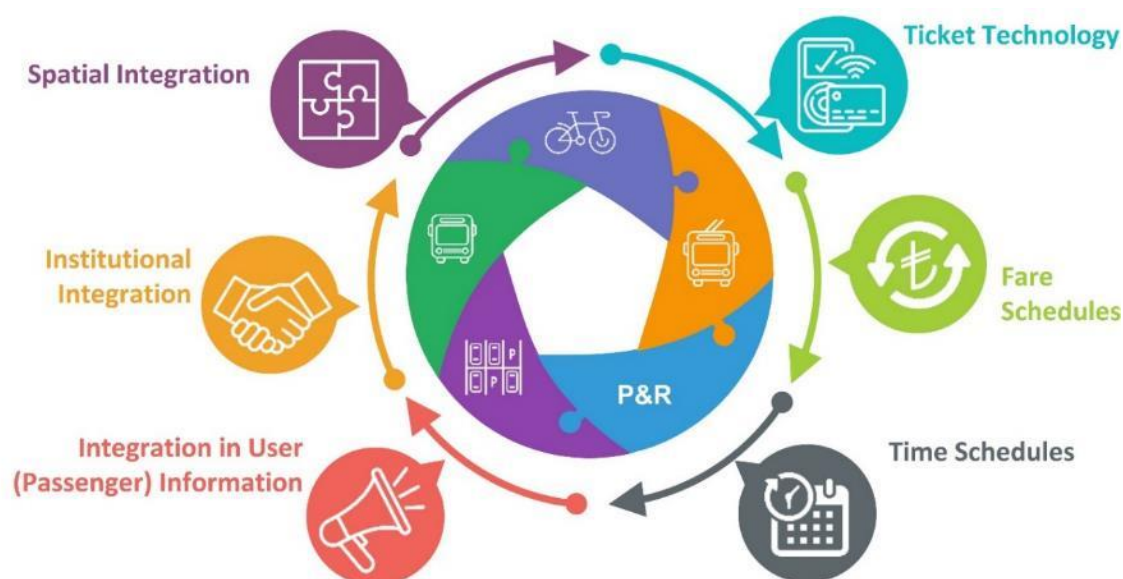 Spatial Integration
Ticket Technology
Institutional
Integration
Fare
Schedules
P
P
P&R
Integration in User
(Passenger) Information
Time Schedules